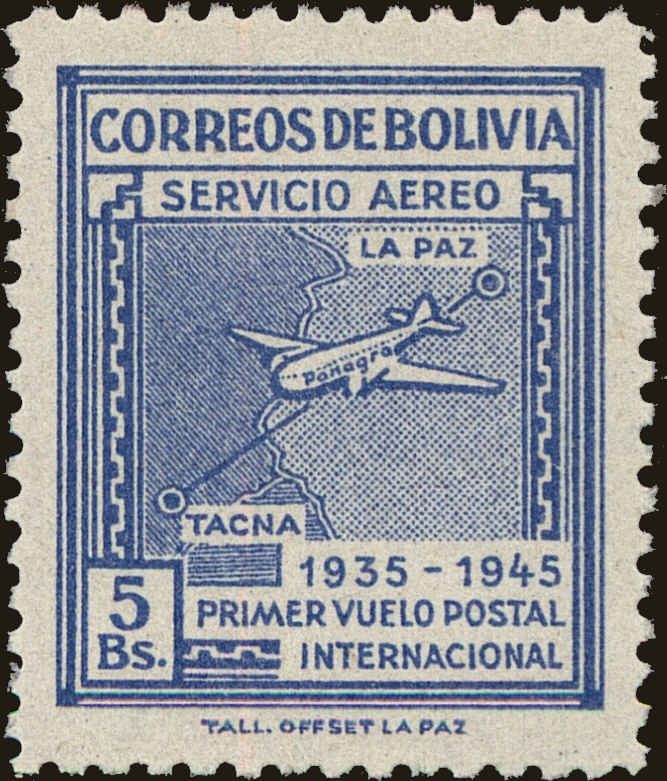 CORREOS DE BOLIVIA
SERVICIO AEREO
LA PAZ
Panagra
TACNA
1935 - 1945
5
Bs.
PRIMER VUELO POSTAL
INTERNACIONAL
TALL. OFFSET LA PAZ